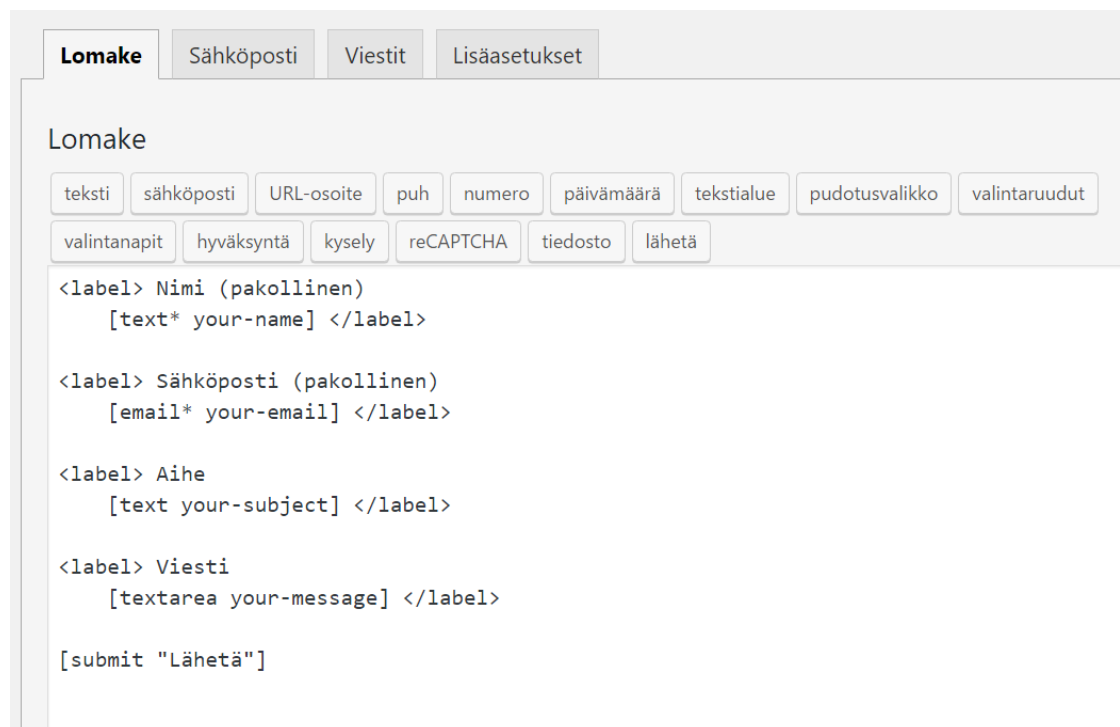 Lomake Sähköposti Viestit Lisäasetukset
Lomake
teksti sähköposti URL-osoite puh numero päivämäärä tekstialue pudotusvalikko valintaruudut
valintanapit hyväksyntä kysely reCAPTCHA tiedosto lähetä
<label> Nimi (pakollinen)
    [text* your-name] </label>
<label> Sähköposti (pakollinen)
    [email* your-email] </label>
<label> Aihe
    [text your-subject] </label>
<label> Viesti
    [textarea your-message] </label>
[submit "Lähetä"]